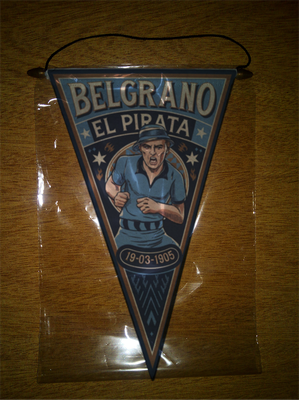 BELGRANO
EL PIRATA
19-03-1905